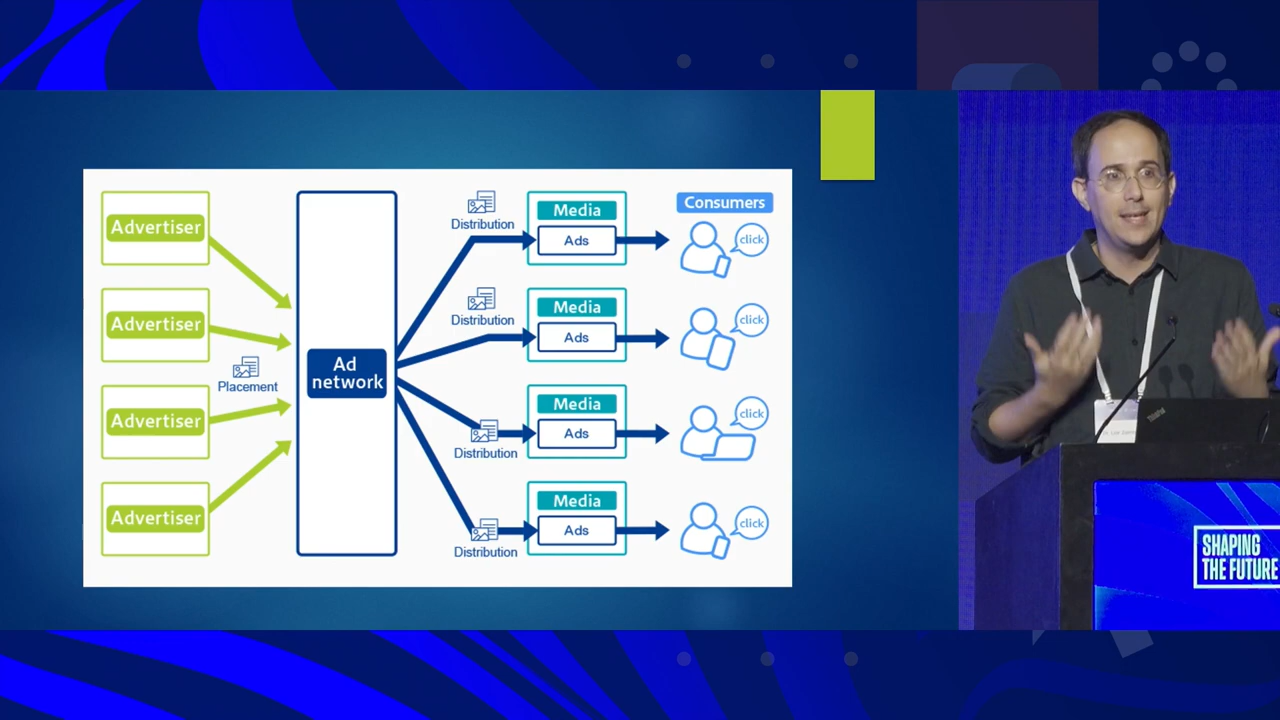 Advertiser
Advertiser
Advertiser
Advertiser
Placement
Ad
network
Distribution
Distribution
Distribution
Distribution
Media
Ads
Media
Ads
Media
Ads
Media
Ads
Consumers
click
click
click
click
SHAPING
THE FUTURE